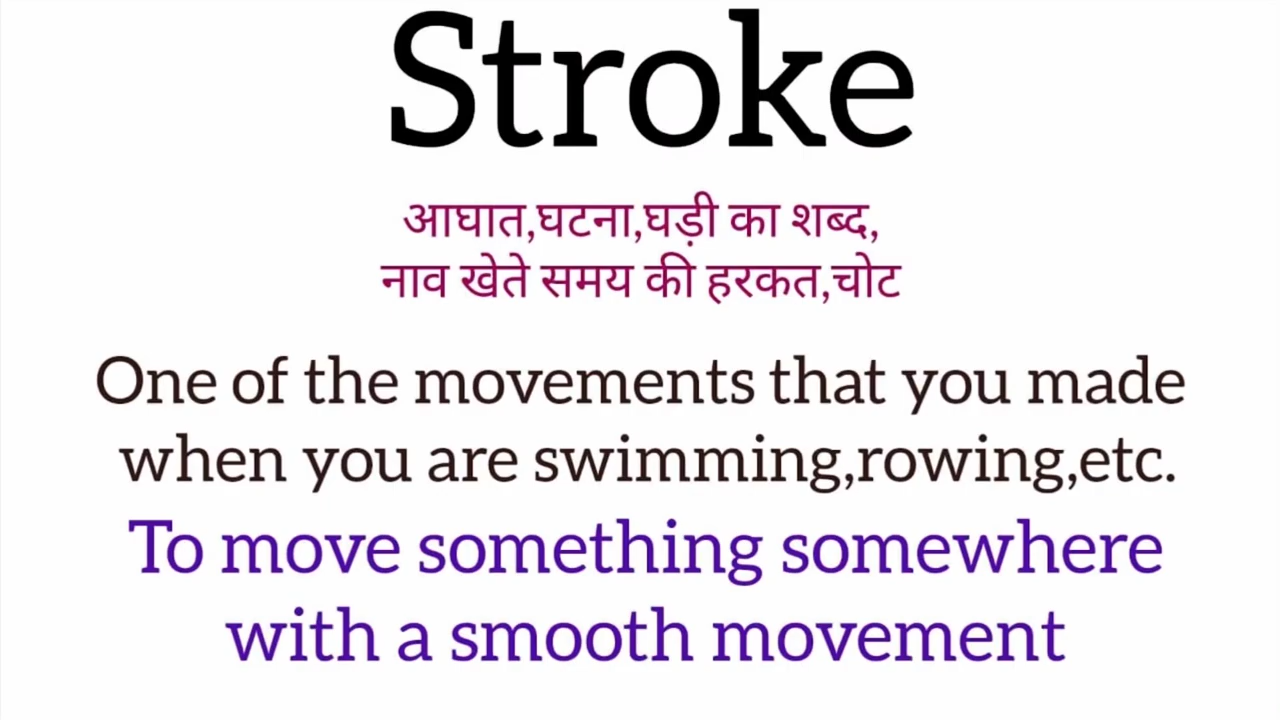 Stroke
आघात,घटना,घड़ी का शब्द,
नाव खेते समय की हरकत,चोट
One of the movements that you made
when you are swimming,rowing,etc.
To move something somewhere
with a smooth movement